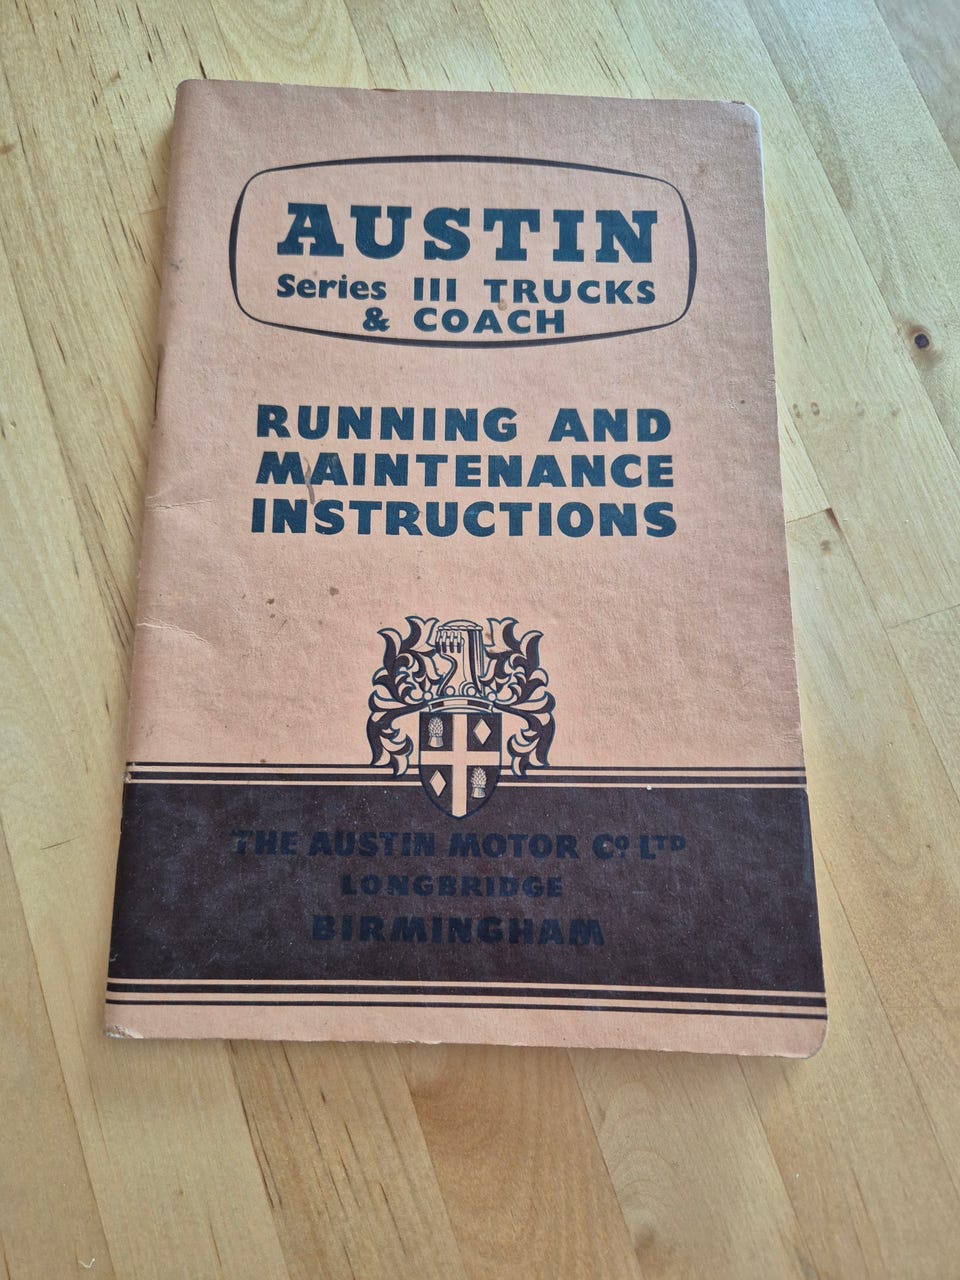 AUSTIN
Series III TRUCKS
& COACH
RUNNING AND
MAINTENANCE
INSTRUCTIONS
THE AUSTIN MOTOR Cº LTD
LONGBRIDGE
BIRMINGHAM